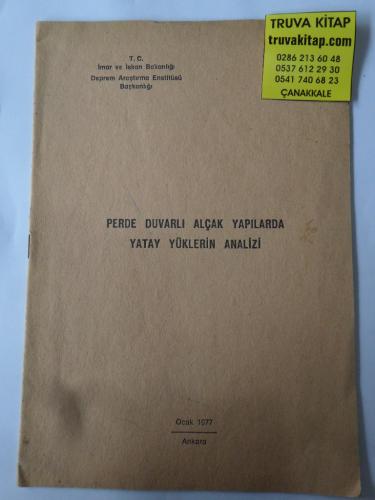 TRUVA KİTAP
truvakitap.com
0286 213 60 48
0537 612 29 30
0541 740 68 23
ÇANAKKALE
T. C.
İmar ve İskan Bakanlığı
Deprem Araştırma Enstitüsü
Başkanlığı
PERDE DUVARLI ALÇAK YAPILARDA
YATAY YÜKLERİN ANALİZİ
Ocak 1977
Ankara